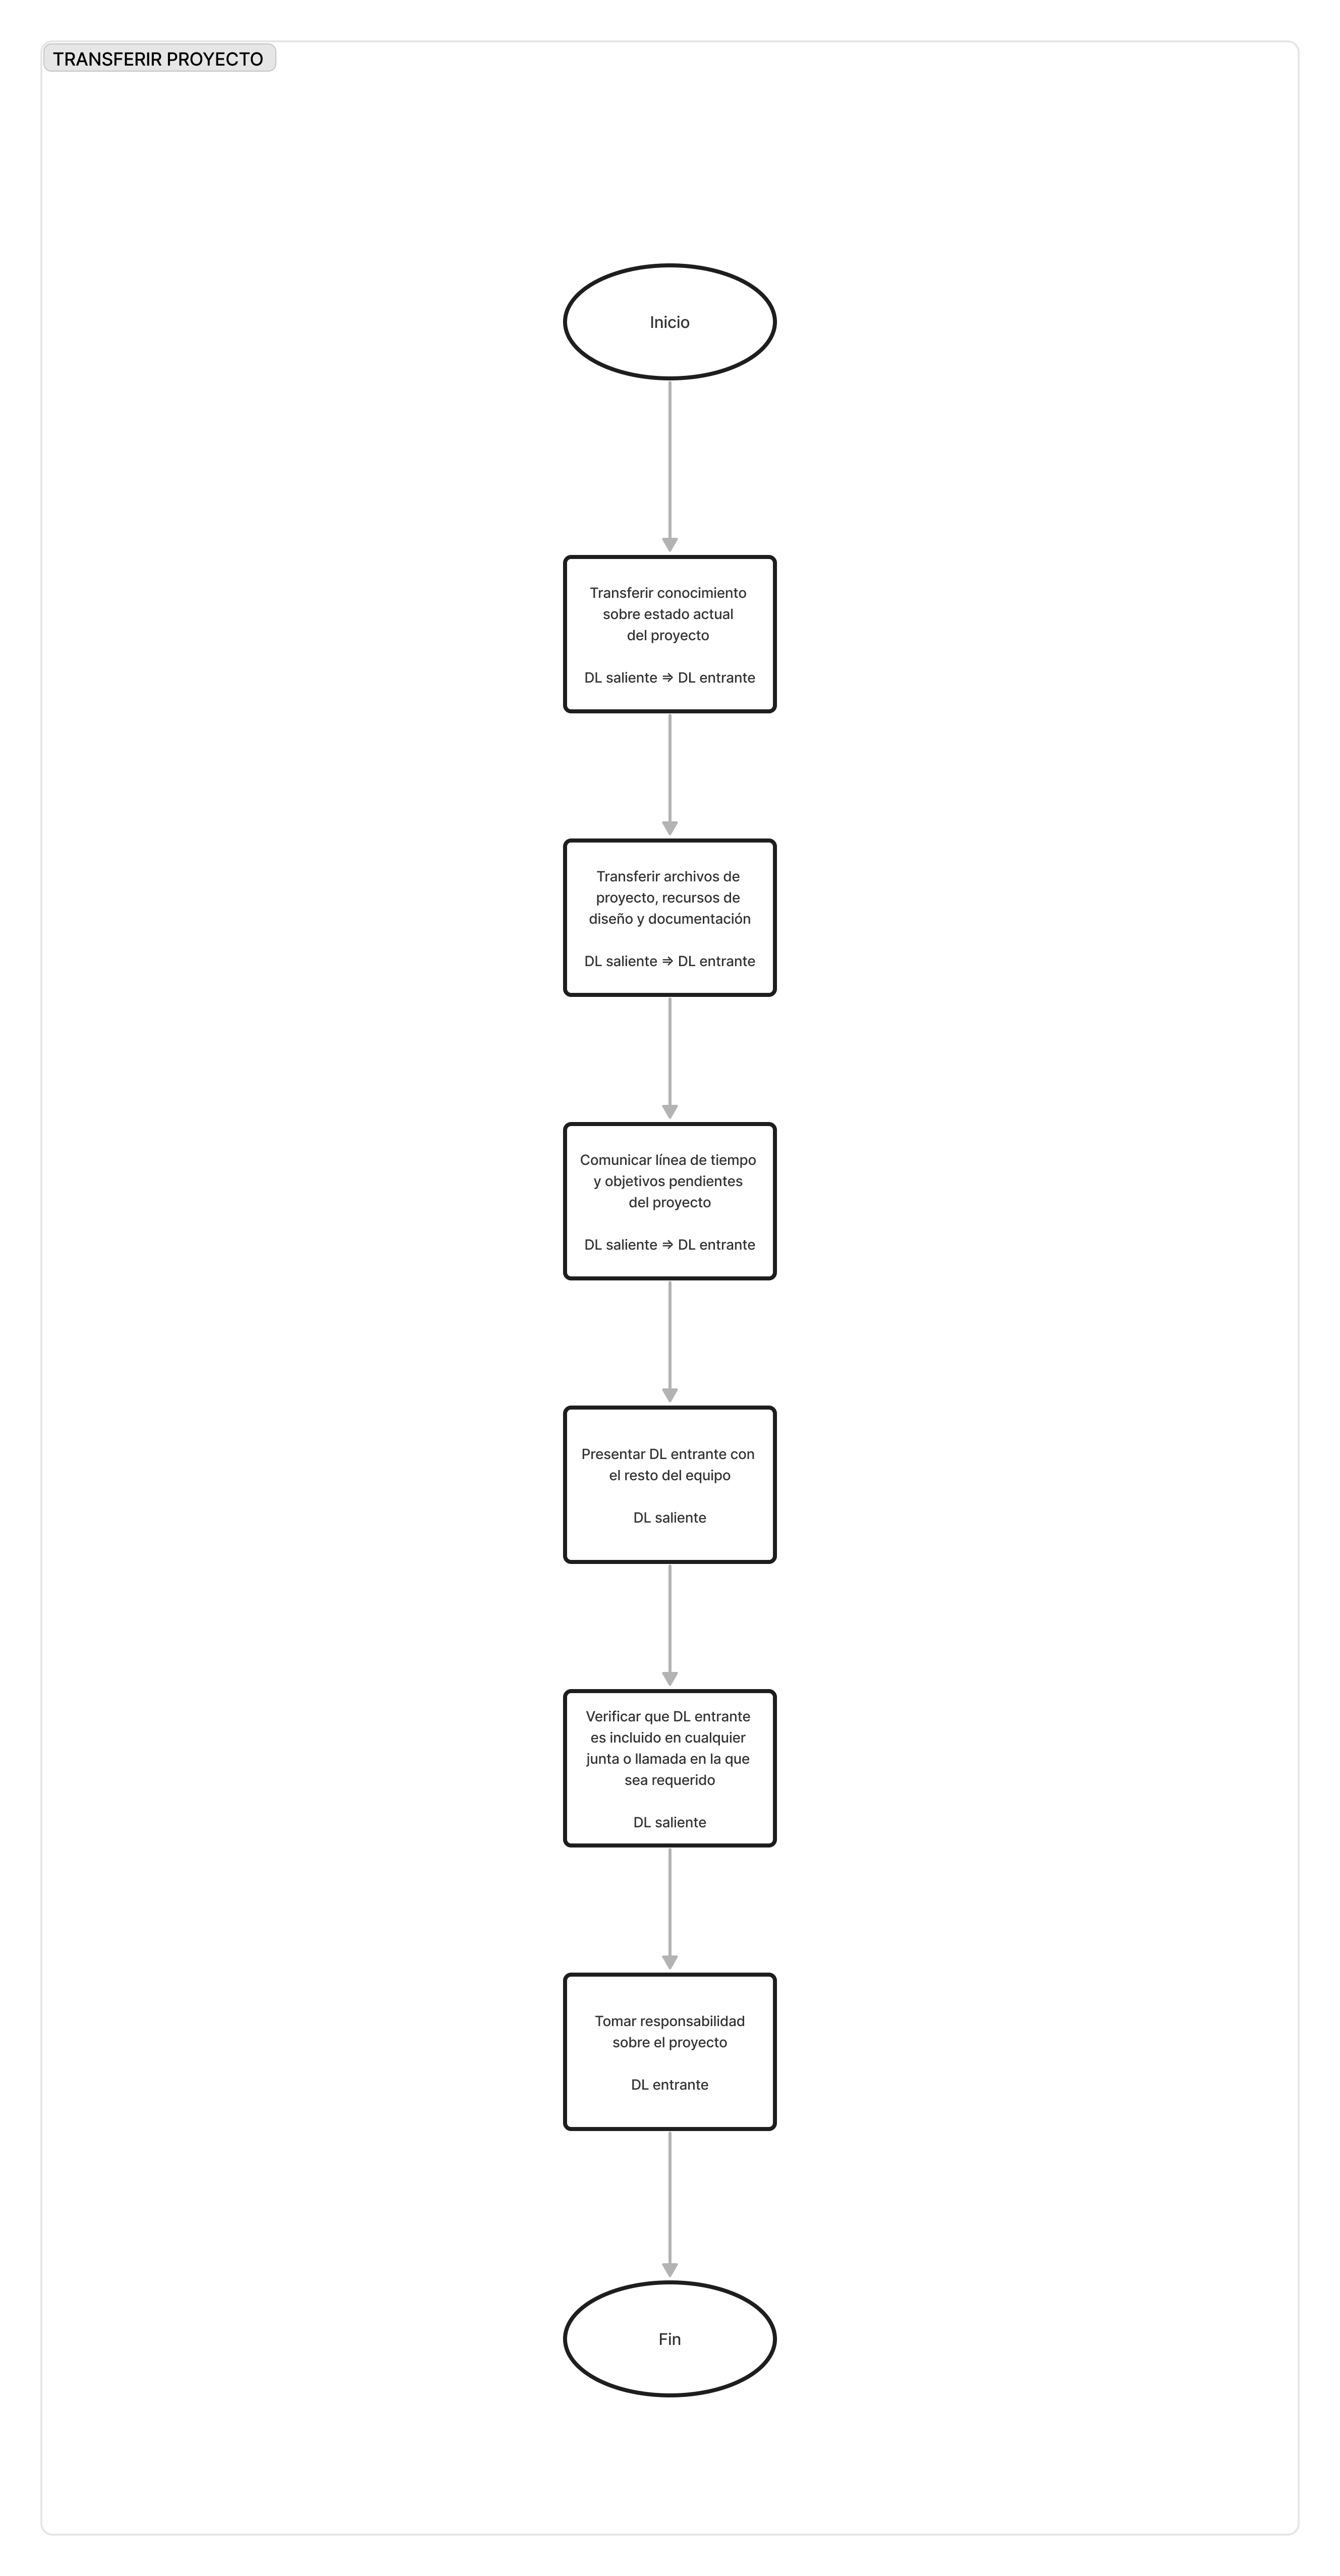 TRANSFERIR PROYECTO
Inicio
Transferir conocimiento
sobre estado actual
del proyecto
DL saliente => DL entrante
Transferir archivos de
proyecto, recursos de
diseño y documentación
DL saliente => DL entrante
Comunicar línea de tiempo
y objetivos pendientes
del proyecto
DL saliente => DL entrante
Presentar DL entrante con
el resto del equipo
DL saliente
Verificar que DL entrante
es incluido en cualquier
junta o llamada en la que
sea requerido
DL saliente
Tomar responsabilidad
sobre el proyecto
DL entrante
Fin